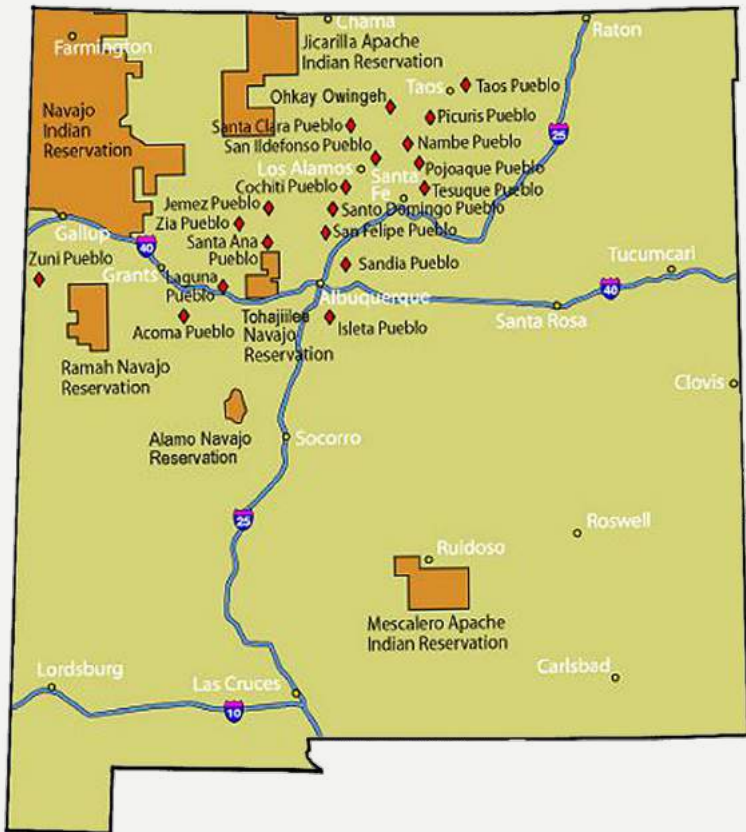 Chama
Raton
Farmington
Jicarilla Apache
Indian Reservation
Taos
Taos Pueblo
Ohkay Owingeh
Navajo
Indian
Reservation
Picuris Pueblo
Santa Clara Pueblo
25
San Ildefonso Pueblo
Nambe Pueblo
Los Alamos
Pojoaque Pueblo
Santa
Fe
Cochiti Pueblo
Tesuque Pueblo
Jemez Pueblo
Santo Domingo Pueblo
Zia Pueblo
San Felipe Pueblo
Gallup
40
Santa Ana
Pueblo
Zuni Pueblo
Sandia Pueblo
Tucumcari
Grants
Laguna
Pueblo
Albuquerque
40
Santa Rosa
Tohajiilee
Navajo
Reservation
Isleta Pueblo
Acoma Pueblo
Ramah Navajo
Reservation
Clovis
Alamo Navajo
Reservation
Socorro
25
Roswell
Ruidoso
Mescalero Apache
Indian Reservation
Lordsburg
Las Cruces
Carlsbad
10